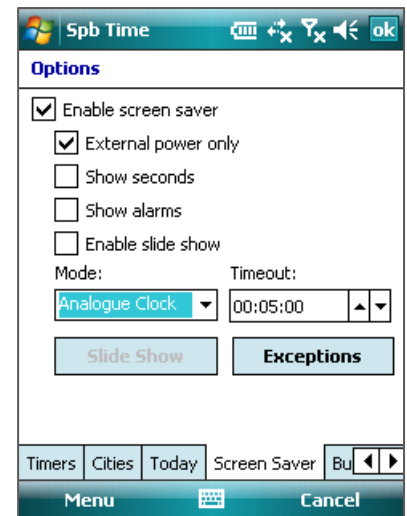 Spb Time ok
Options
Enable screen saver
External power only
Show seconds
Show alarms
Enable slide show
Mode: Timeout:
Analogue Clock 00:05:00
Slide Show Exceptions
Timers Cities Today Screen Saver Bu
Menu Cancel